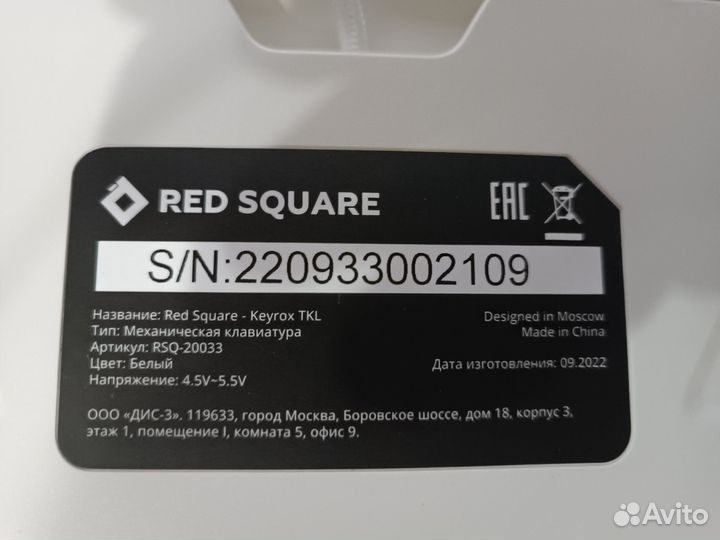 RED SQUARE EAC
S/N:220933002109
Название: Red Square - Keyrox TKL
Тип: Механическая клавиатура
Артикул: RSQ-20033
Цвет: Белый
Напряжение: 4.5V~5.5V
Designed in Moscow
Made in China
Дата изготовления: 09.2022
ООО «ДИС-3». 119633, город Москва, Боровское шоссе, дом 18, корпус 3,
этаж 1, помещение I, комната 5, офис 9.
Avito